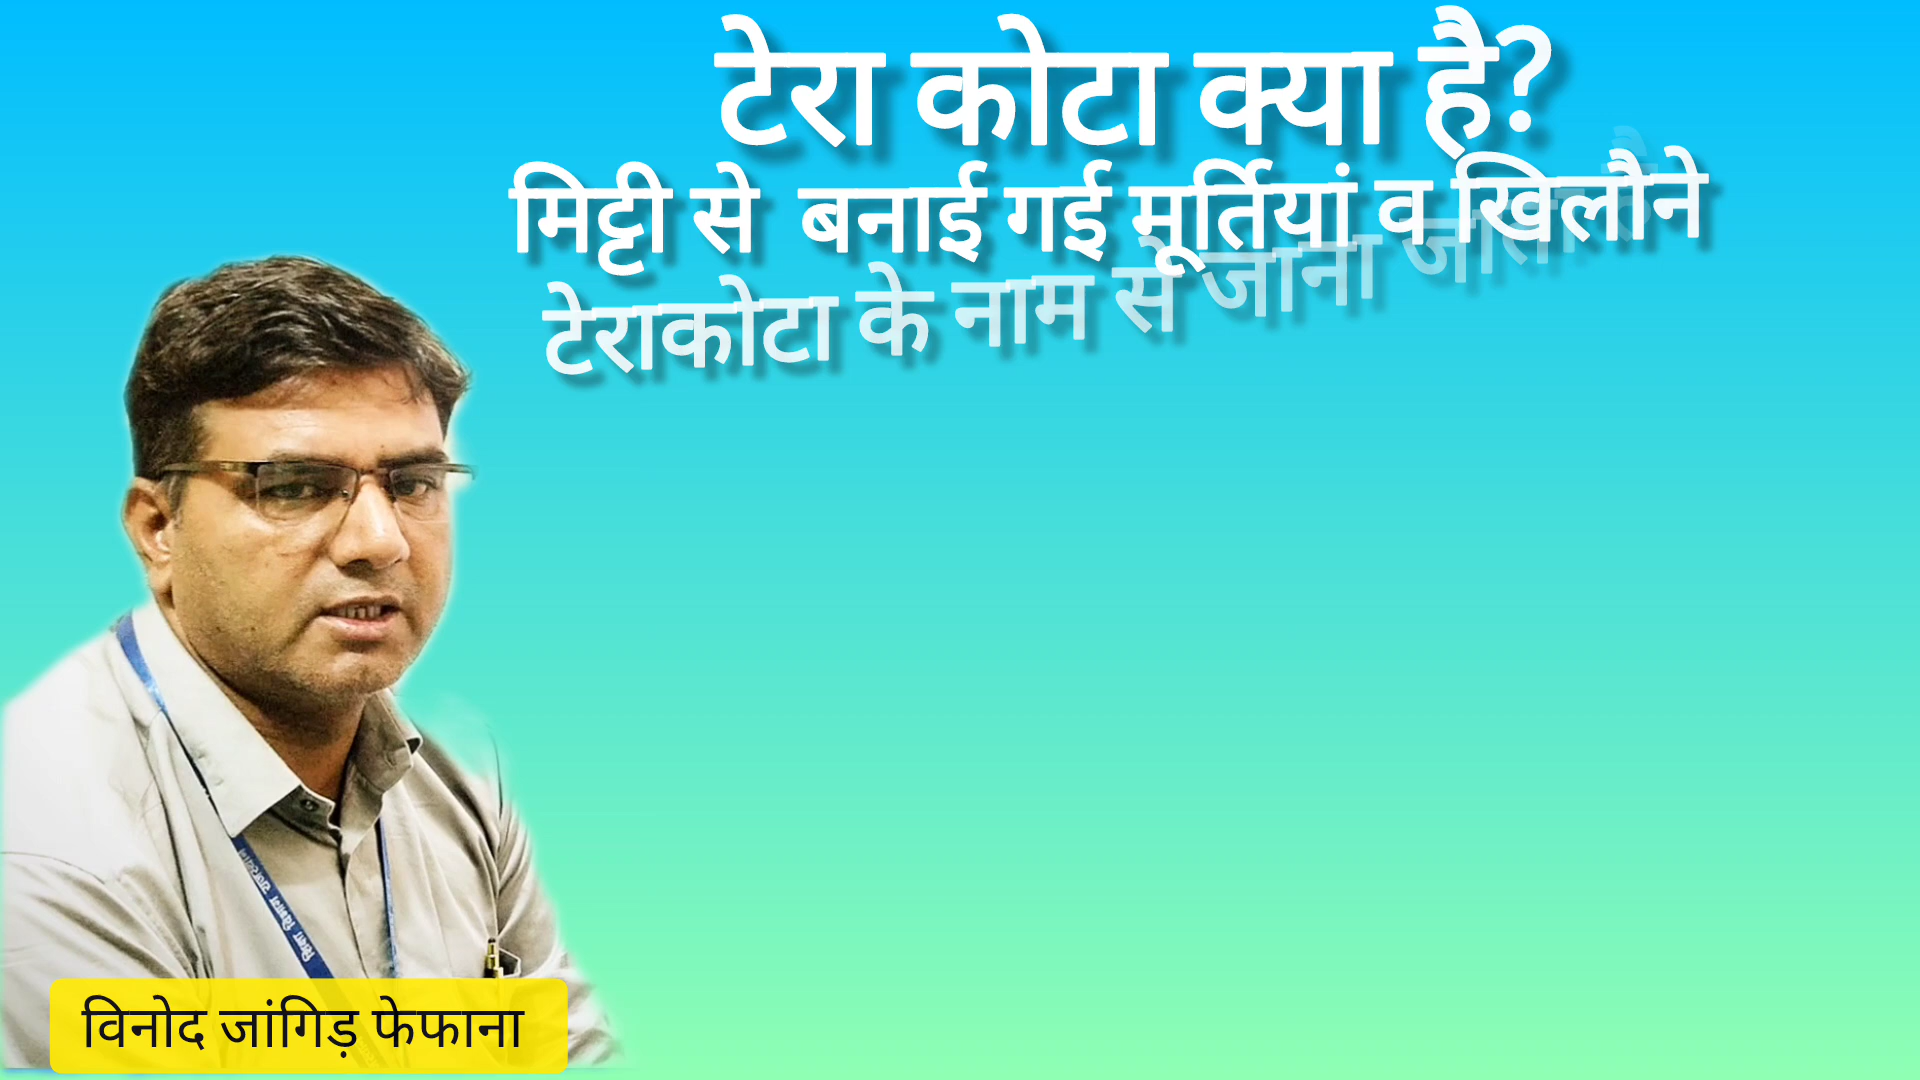 टेरा कोटा क्या है?
मिट्टी से बनाई गई मूर्तियां व खिलौने
टेराकोटा के नाम से जाना जाता है
विनोद जांगिड़ फेफाना